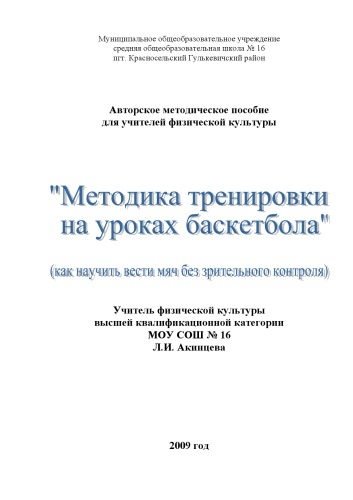 Муниципальное общеобразовательное учреждение
средняя общеобразовательная школа № 16
пгт. Красносельский Гулькевичский район
Авторское методическое пособие
для учителей физической культуры
"Методика тренировки
на уроках баскетбола"
(как научить вести мяч без зрительного контроля)
Учитель физической культуры
высшей квалификационной категории
МОУ СОШ № 16
Л.И. Акинцева
2009 год